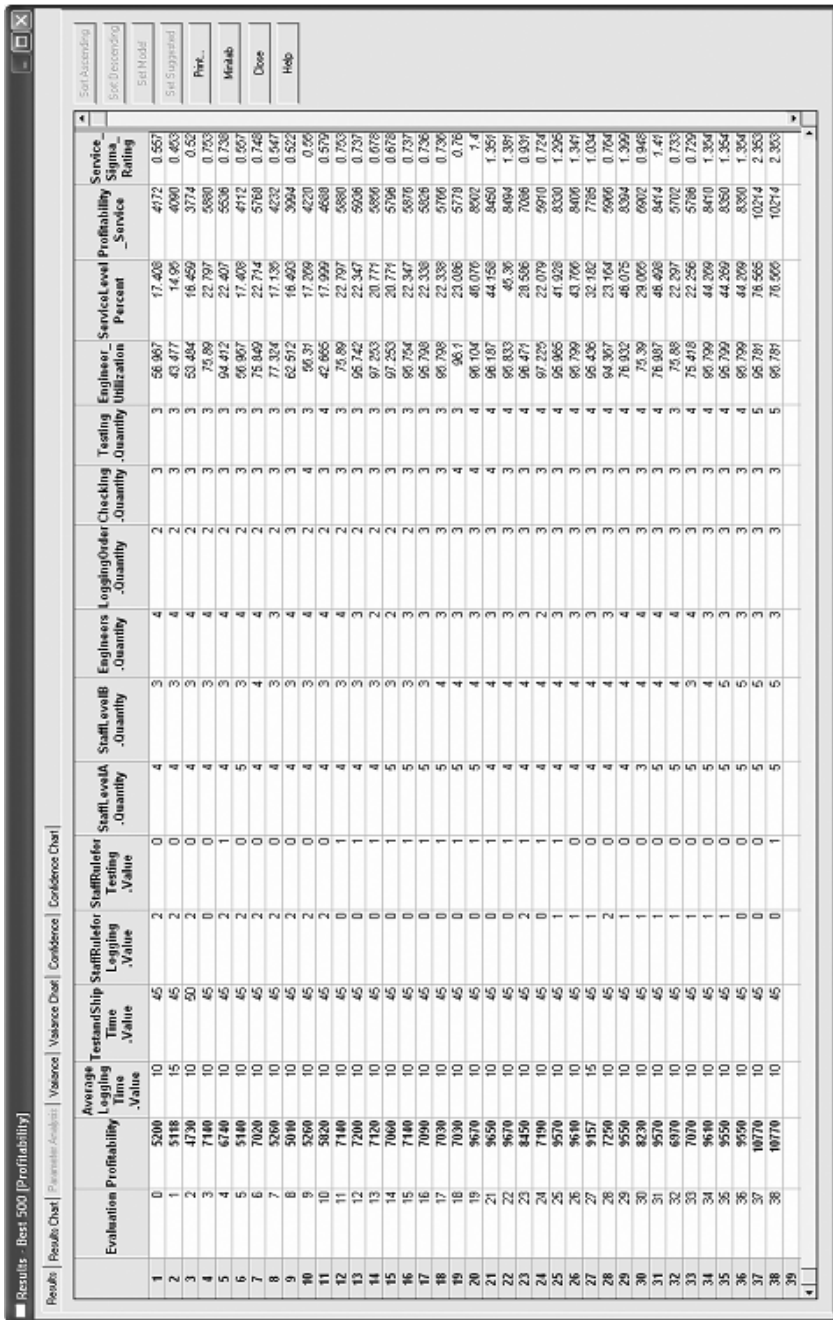 Results - Best 500 [Profitability]
Results | Results Chart | Parameter Analysis | Variance | Variance Chart | Confidence | Confidence Chart
Evaluation Profitability Average Logging Time .Value TestandShip Time .Value StaffRulefor Logging .Value StaffRulefor Testing .Value StaffLevelA .Quantity StaffLevelB .Quantity Engineers .Quantity LoggingOrder .Quantity Checking .Quantity Testing .Quantity Engineer_ Utilization ServiceLevel Percent Profitability _Service Service_ Sigma_ Rating
1 0 5200 10 45 2 0 4 3 4 2 3 3 56.967 17.408 4172 0.557
2 1 5118 15 45 2 0 4 3 4 2 3 3 43.477 14.95 4090 0.463
3 2 4730 10 50 2 0 4 3 4 2 3 3 53.484 16.459 3774 0.52
4 3 7140 10 45 0 0 4 3 4 2 3 3 75.89 22.797 5880 0.753
5 4 6740 10 45 2 1 4 3 4 2 3 3 94.412 22.407 5536 0.738
6 5 5140 10 45 2 0 5 3 4 2 3 3 56.967 17.408 4112 0.557
7 6 7020 10 45 2 0 4 4 4 2 3 3 75.849 22.714 5768 0.748
8 7 5260 10 45 2 0 4 3 3 2 3 3 77.324 17.135 4232 0.547
9 8 5010 10 45 2 0 4 3 4 3 3 3 62.512 16.493 3994 0.522
10 9 5260 10 45 2 0 4 3 4 2 4 3 56.31 17.269 4220 0.55
11 10 5820 10 45 2 0 4 3 4 2 3 4 42.665 17.999 4688 0.579
12 11 7140 10 45 0 1 4 3 4 2 3 3 75.89 22.797 5880 0.753
13 12 7200 10 45 0 1 4 3 3 2 3 3 95.742 22.347 5936 0.737
14 13 7120 10 45 0 1 4 3 2 2 3 3 97.253 20.771 5856 0.678
15 14 7060 10 45 0 1 5 3 2 2 3 3 97.253 20.771 5796 0.678
16 15 7140 10 45 0 1 5 3 3 2 3 3 95.754 22.347 5876 0.737
17 16 7090 10 45 0 1 5 3 3 3 3 3 95.798 22.338 5826 0.736
18 17 7030 10 45 0 1 5 4 3 3 3 3 95.798 22.338 5766 0.736
19 18 7030 10 45 0 1 5 4 3 3 4 3 96.1 23.086 5778 0.76
20 19 9670 10 45 0 1 5 4 3 3 4 4 96.104 46.076 8502 1.4
21 20 9650 10 45 0 1 4 4 3 3 4 4 96.187 44.158 8450 1.351
22 21 9670 10 45 0 1 4 4 3 3 3 4 95.833 45.35 8494 1.381
23 22 8450 10 45 2 1 4 4 3 3 3 4 96.471 28.586 7086 0.931
24 23 7190 10 45 0 1 4 4 2 3 3 4 97.225 22.079 5910 0.724
25 24 9570 10 45 1 1 4 4 3 3 3 4 95.965 41.928 8330 1.295
26 25 9610 10 45 1 0 4 4 3 3 3 4 95.799 43.766 8406 1.341
27 26 9157 15 45 1 0 4 4 3 3 3 4 95.436 32.182 7785 1.034
28 27 7250 10 45 2 0 4 4 3 3 3 4 94.367 23.164 5966 0.764
29 28 9550 10 45 1 0 4 4 4 3 3 4 76.932 46.075 8394 1.399
30 29 8230 10 45 1 0 3 4 4 3 3 4 75.39 29.065 6902 0.948
31 30 9570 10 45 1 0 5 4 4 3 3 4 76.987 46.498 8414 1.41
32 31 6970 10 45 1 0 5 4 4 3 3 3 75.88 22.297 5702 0.733
33 32 7070 10 45 1 0 5 3 4 3 3 4 75.418 22.256 5786 0.729
34 33 9610 10 45 1 0 5 4 3 3 3 4 95.799 44.269 8410 1.354
35 34 9550 10 45 1 0 5 5 3 3 3 4 95.799 44.269 8350 1.354
36 35 9550 10 45 0 0 5 5 3 3 3 4 95.799 44.269 8350 1.354
37 36 10770 10 45 0 0 5 5 3 3 3 5 95.781 76.565 10214 2.353
38 37 10770 10 45 0 1 5 5 3 3 3 5 95.781 76.565 10214 2.353
39 38
Sort Ascending
Sort Descending
Set Model
Set Suggested
Print...
Minitab
Close
Help